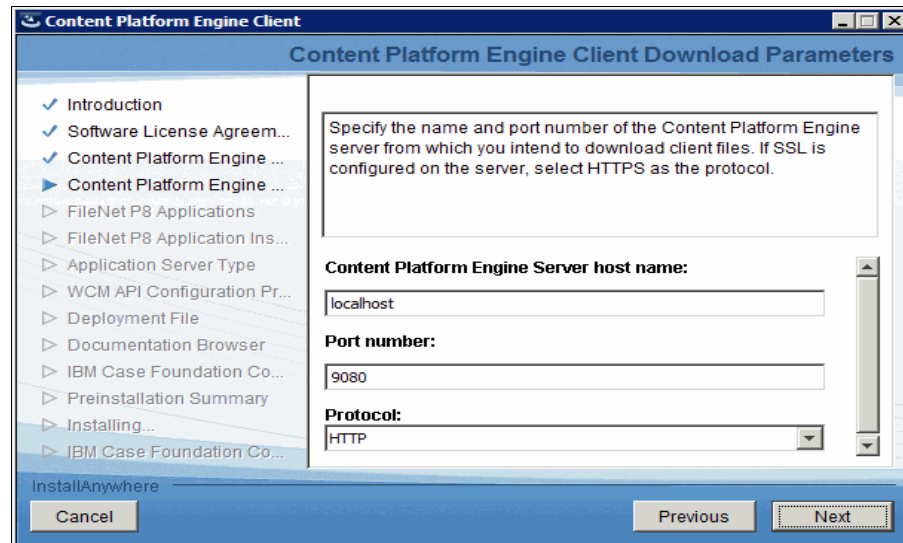 Content Platform Engine Client
Content Platform Engine Client Download Parameters
Introduction
Software License Agreem...
Content Platform Engine ...
Content Platform Engine ...
FileNet P8 Applications
FileNet P8 Application Ins...
Application Server Type
WCM API Configuration Pr...
Deployment File
Documentation Browser
IBM Case Foundation Co...
Preinstallation Summary
Installing...
IBM Case Foundation Co...
Specify the name and port number of the Content Platform Engine
server from which you intend to download client files. If SSL is
configured on the server, select HTTPS as the protocol.
Content Platform Engine Server host name:
localhost
Port number:
9080
Protocol:
HTTP
InstallAnywhere
Cancel
Previous
Next